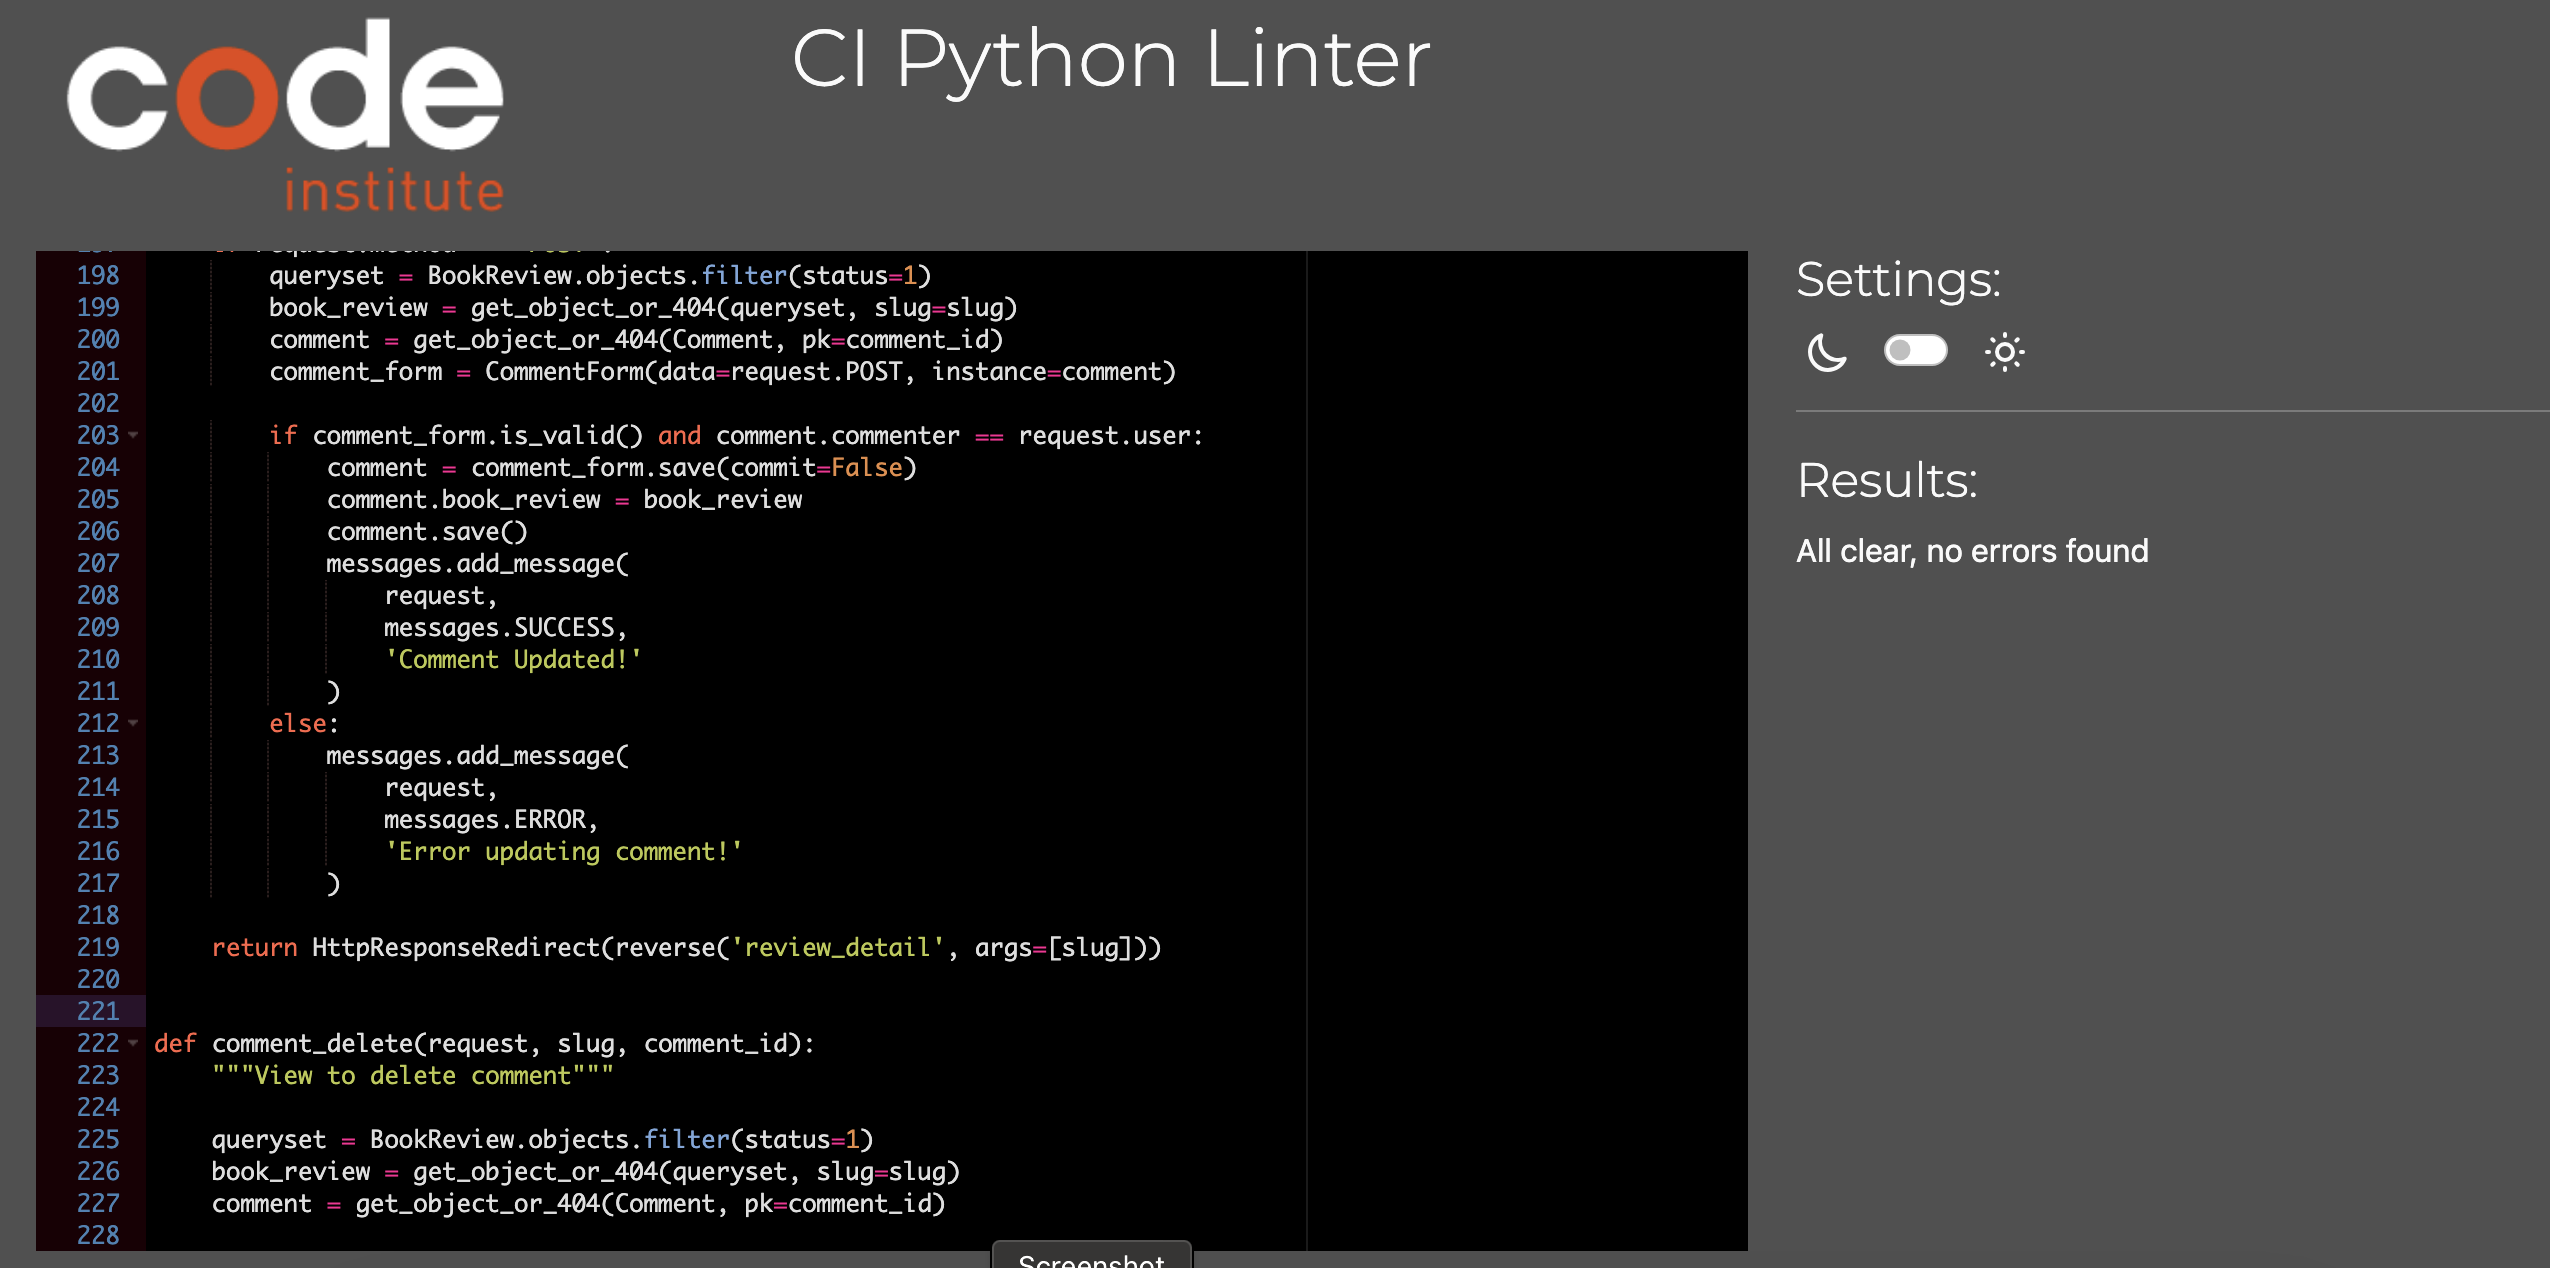 code
institute
CI Python Linter
198 queryset = BookReview.objects.filter(status=1)
199 book_review = get_object_or_404(queryset, slug=slug)
200 comment = get_object_or_404(Comment, pk=comment_id)
201 comment_form = CommentForm(data=request.POST, instance=comment)
202
203 if comment_form.is_valid() and comment.commenter == request.user:
204 comment = comment_form.save(commit=False)
205 comment.book_review = book_review
206 comment.save()
207 messages.add_message(
208 request,
209 messages.SUCCESS,
210 'Comment Updated!'
211 )
212 else:
213 messages.add_message(
214 request,
215 messages.ERROR,
216 'Error updating comment!'
217 )
218
219 return HttpResponseRedirect(reverse('review_detail', args=[slug]))
220
221
222 def comment_delete(request, slug, comment_id):
223 """View to delete comment"""
224
225 queryset = BookReview.objects.filter(status=1)
226 book_review = get_object_or_404(queryset, slug=slug)
227 comment = get_object_or_404(Comment, pk=comment_id)
228
Settings:
Results:
All clear, no errors found
Screenshot